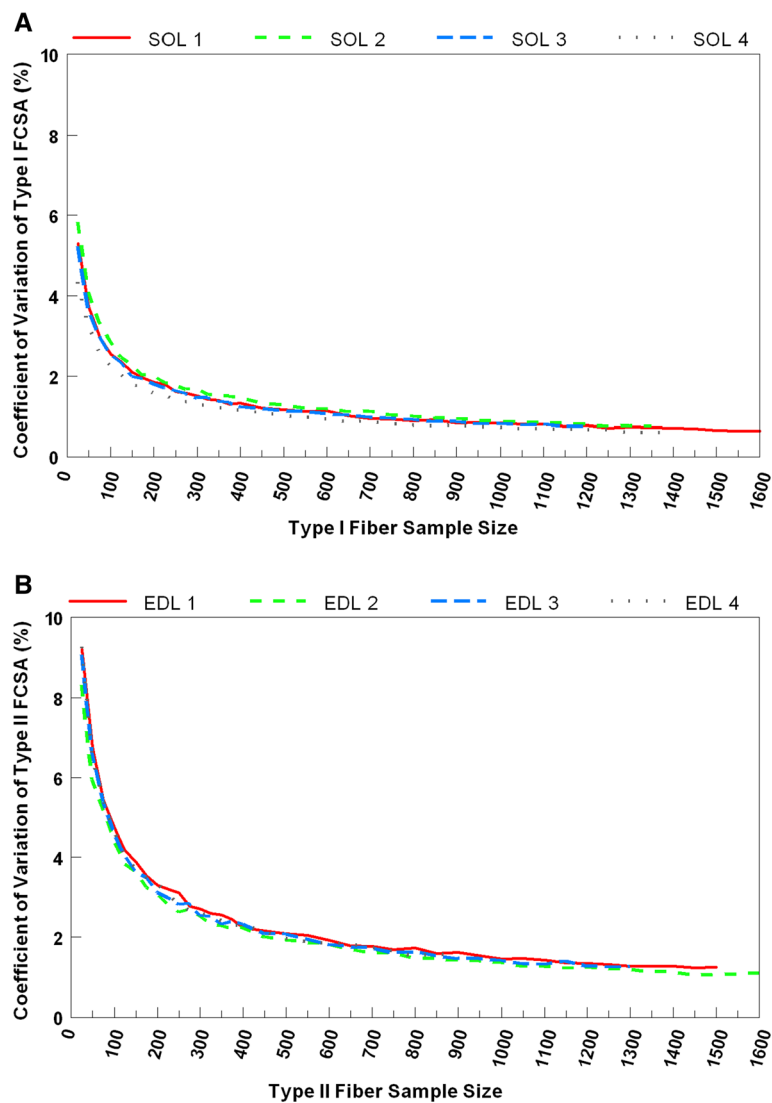 A
SOL 1 SOL 2 SOL 3 SOL 4
Coefficient of Variation of Type I FCSA (%)
10
8
6
4
2
0
0 100 200 300 400 500 600 700 800 900 1000 1100 1200 1300 1400 1500 1600
Type I Fiber Sample Size
B
EDL 1 EDL 2 EDL 3 EDL 4
Coefficient of Variation of Type II FCSA (%)
10
8
6
4
2
0
0 100 200 300 400 500 600 700 800 900 1000 1100 1200 1300 1400 1500 1600
Type II Fiber Sample Size